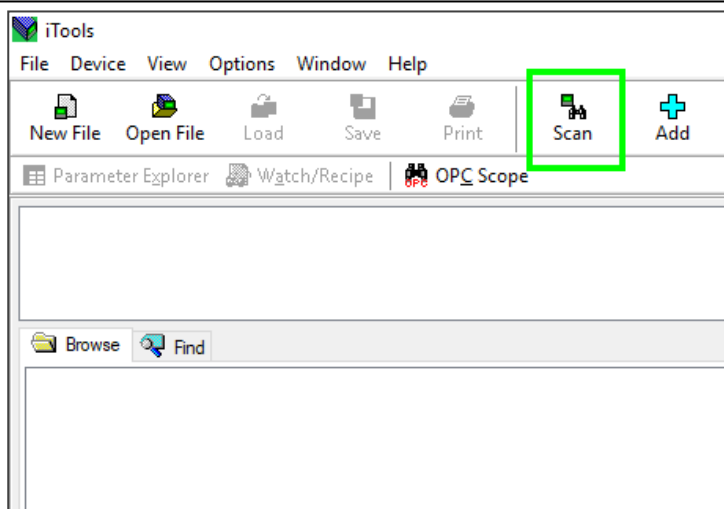 iTools
File Device View Options Window Help
New File Open File Load Save Print Scan Add
Parameter Explorer Watch/Recipe OPC OPC Scope
Browse Find